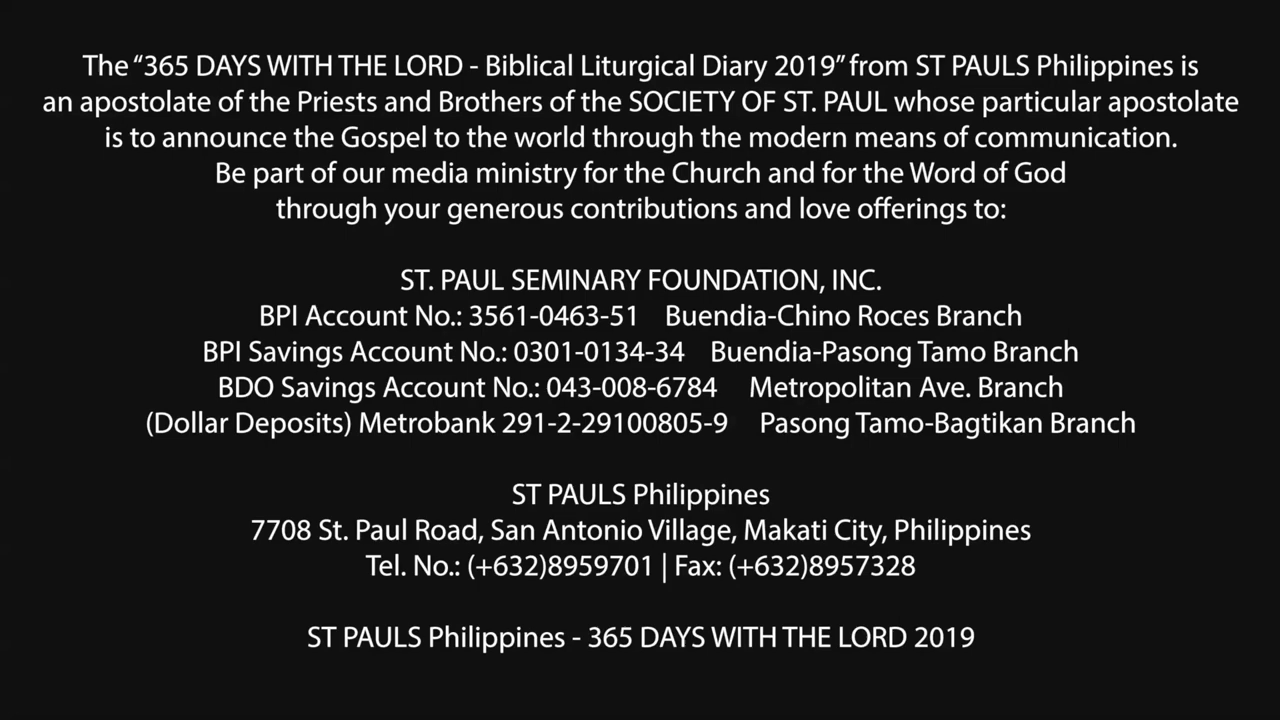 The “365 DAYS WITH THE LORD - Biblical Liturgical Diary 2019” from ST PAULS Philippines is
an apostolate of the Priests and Brothers of the SOCIETY OF ST. PAUL whose particular apostolate
is to announce the Gospel to the world through the modern means of communication.
Be part of our media ministry for the Church and for the Word of God
through your generous contributions and love offerings to:
ST. PAUL SEMINARY FOUNDATION, INC.
BPI Account No.: 3561-0463-51 Buendia-Chino Roces Branch
BPI Savings Account No.: 0301-0134-34 Buendia-Pasong Tamo Branch
BDO Savings Account No.: 043-008-6784 Metropolitan Ave. Branch
(Dollar Deposits) Metrobank 291-2-29100805-9 Pasong Tamo-Bagtikan Branch
ST PAULS Philippines
7708 St. Paul Road, San Antonio Village, Makati City, Philippines
Tel. No.: (+632)8959701 | Fax: (+632)8957328
ST PAULS Philippines - 365 DAYS WITH THE LORD 2019